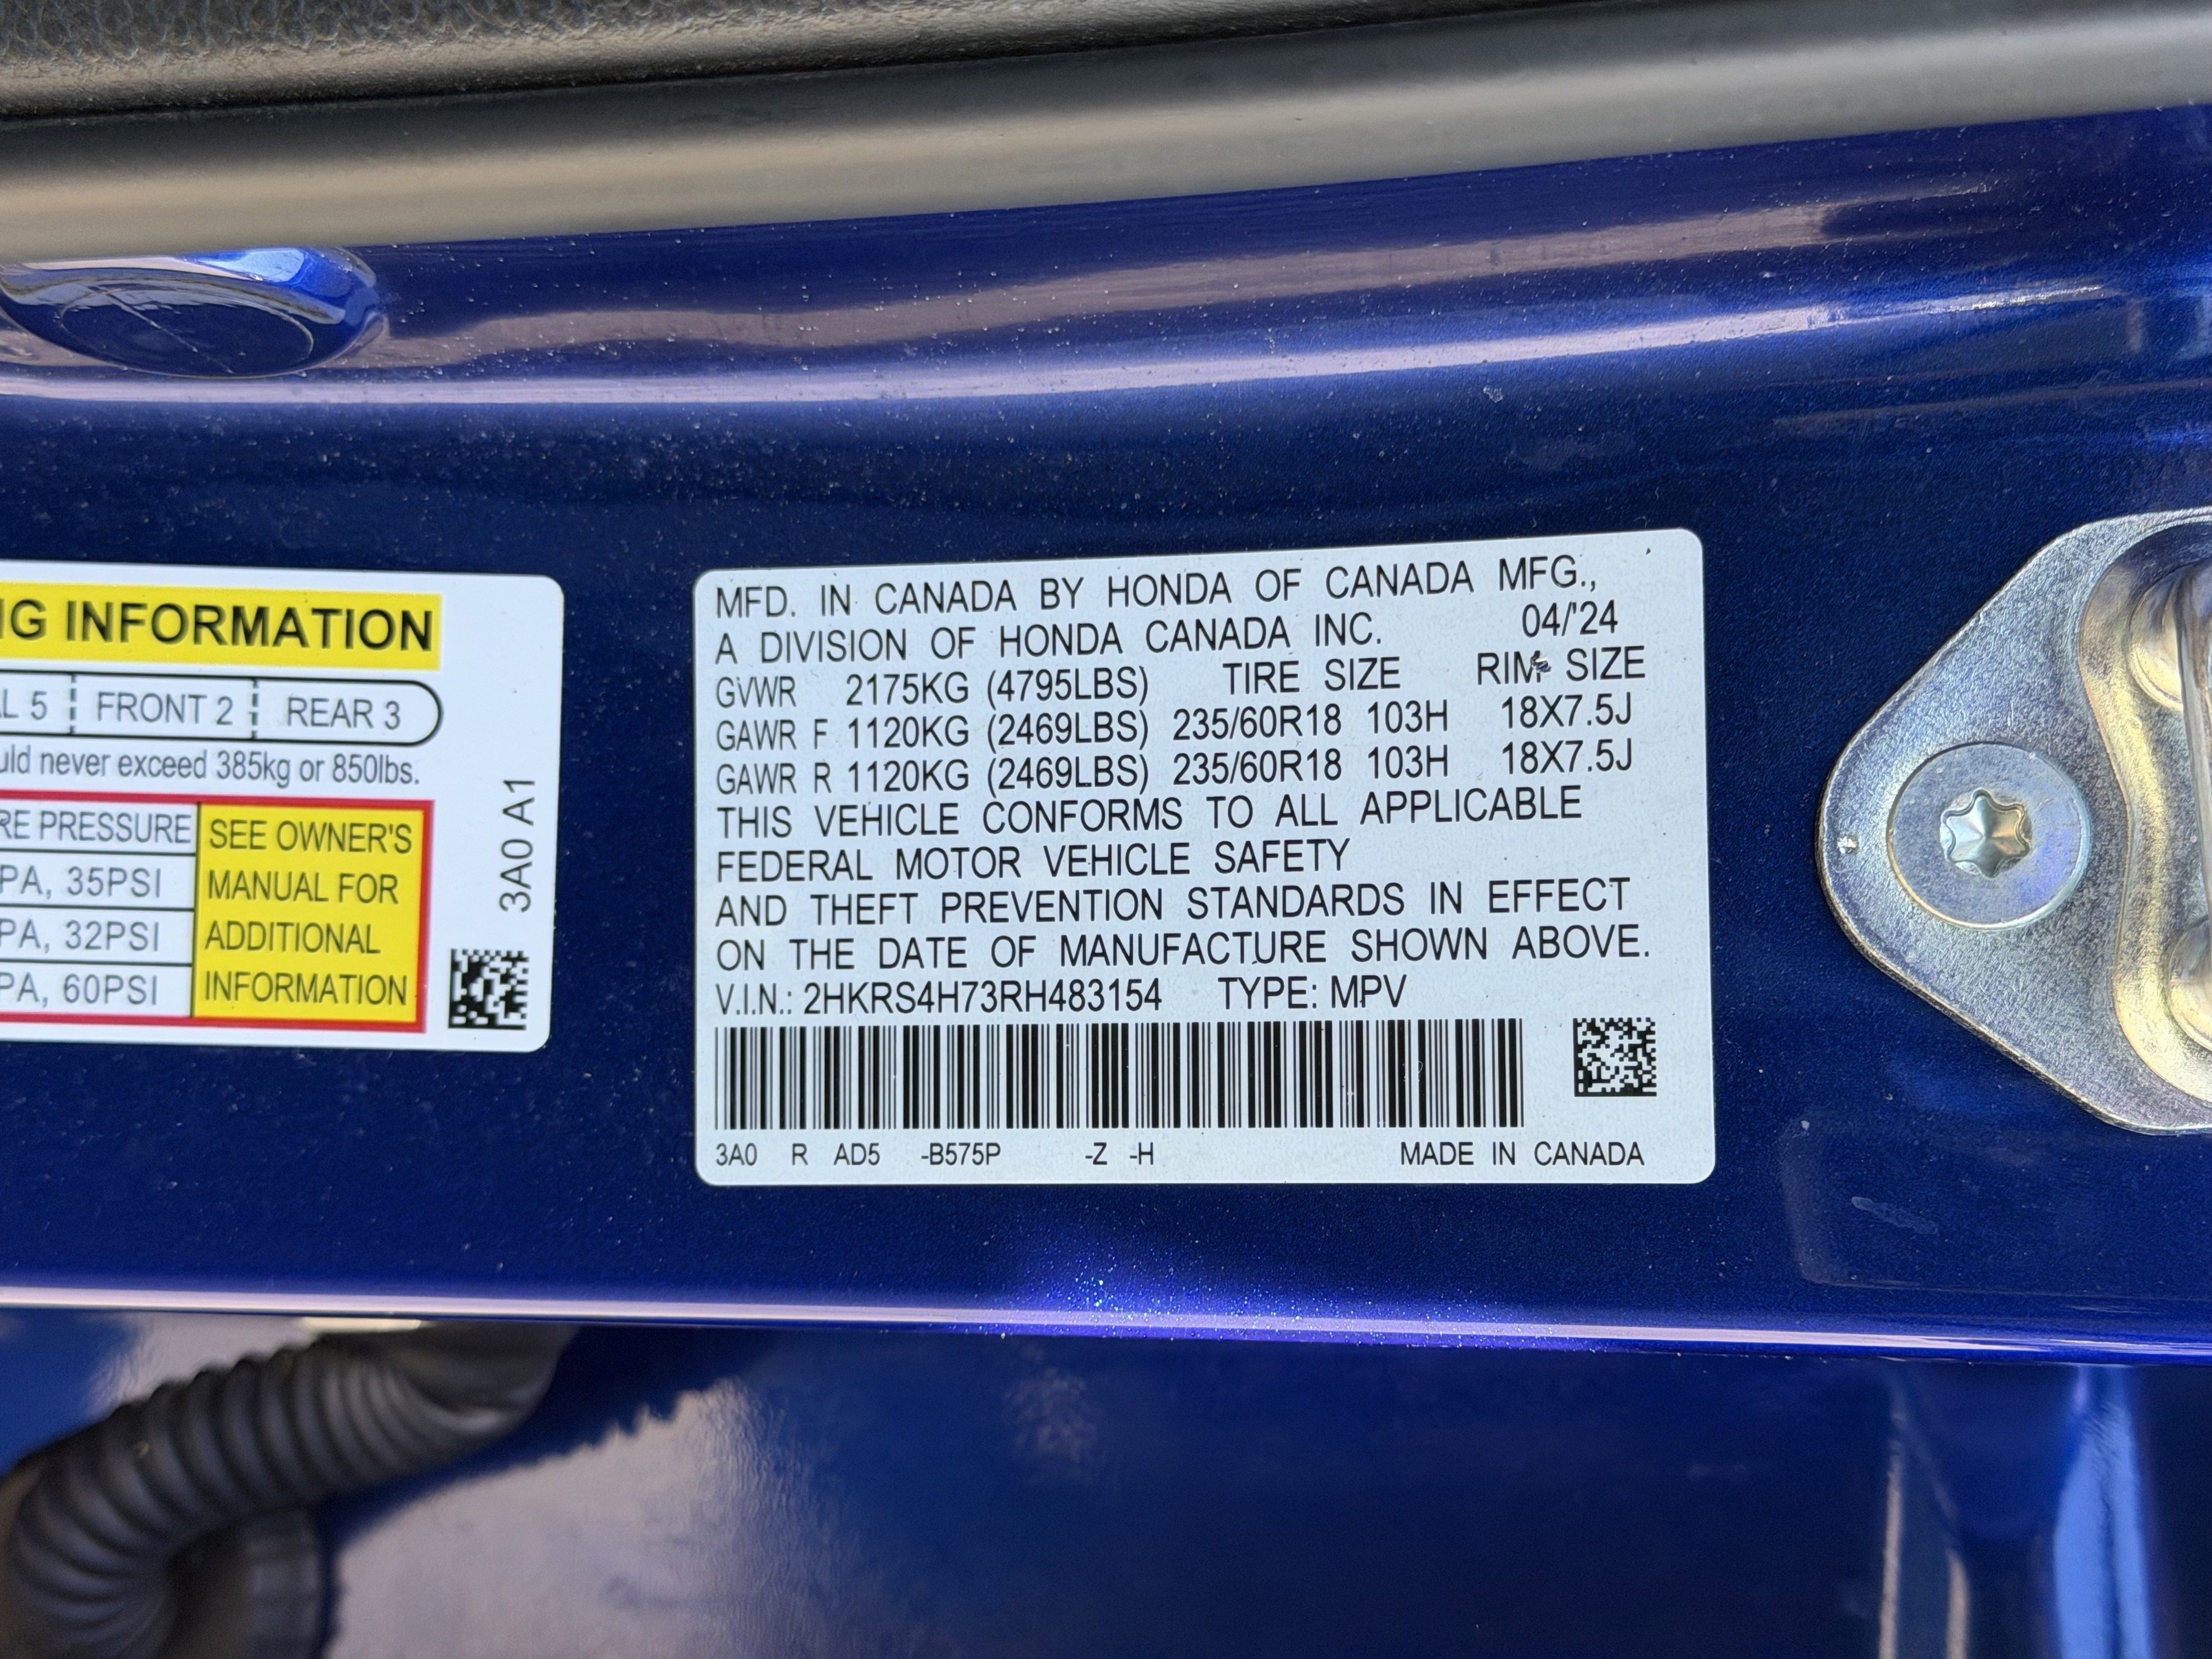 G INFORMATION
L 5 FRONT 2 REAR 3
uld never exceed 385kg or 850lbs.
RE PRESSURE
PA, 35PSI
PA, 32PSI
PA, 60PSI
SEE OWNER'S
MANUAL FOR
ADDITIONAL
INFORMATION
3A0 A1
MFD. IN CANADA BY HONDA OF CANADA MFG.,
A DIVISION OF HONDA CANADA INC. 04/'24
GVWR 2175KG (4795LBS) TIRE SIZE RIM SIZE
GAWR F 1120KG (2469LBS) 235/60R18 103H 18X7.5J
GAWR R 1120KG (2469LBS) 235/60R18 103H 18X7.5J
THIS VEHICLE CONFORMS TO ALL APPLICABLE
FEDERAL MOTOR VEHICLE SAFETY
AND THEFT PREVENTION STANDARDS IN EFFECT
ON THE DATE OF MANUFACTURE SHOWN ABOVE.
V.I.N.: 2HKRS4H73RH483154 TYPE: MPV
3A0 R AD5 -B575P -Z -H MADE IN CANADA